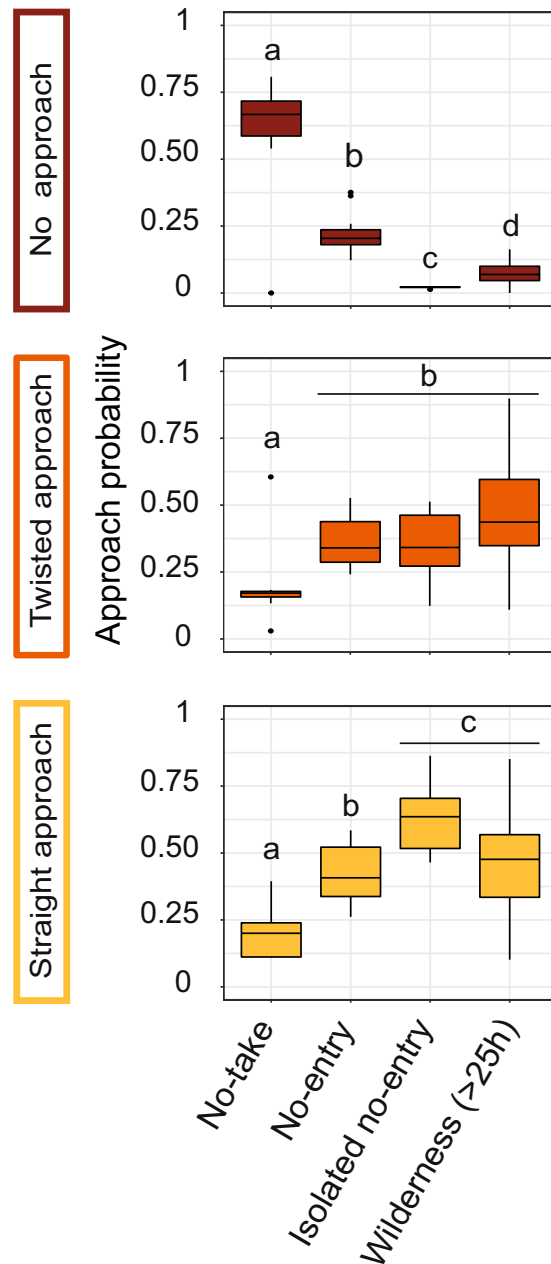 No approach
1
0.75
0.50
0.25
0
a
b
c
d
Approach probability
Twisted approach
1
0.75
0.50
0.25
0
a
b
Straight approach
1
0.75
0.50
0.25
0
a
b
c
No-take
No-entry
Isolated no-entry
Wilderness (>25h)